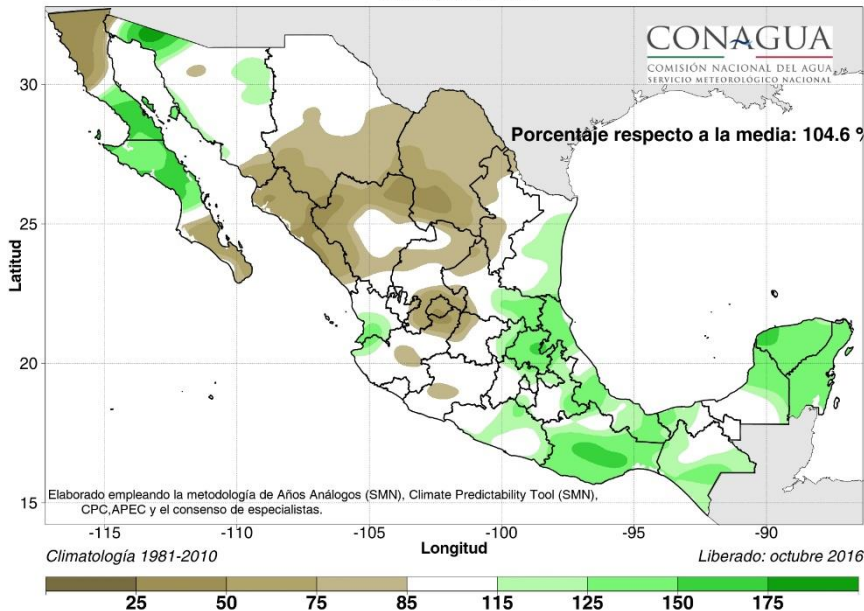 CONAGUA
COMISIÓN NACIONAL DEL AGUA
SERVICIO METEOROLÓGICO NACIONAL
Porcentaje respecto a la media: 104.6 %
Latitud
30
25
20
15
Elaborado empleando la metodología de Años Análogos (SMN), Climate Predictability Tool (SMN),
CPC,APEC y el consenso de especialistas.
-115 -110 -105 -100 -95 -90
Climatología 1981-2010 Longitud Liberado: octubre 2016
25 50 75 85 115 125 150 175